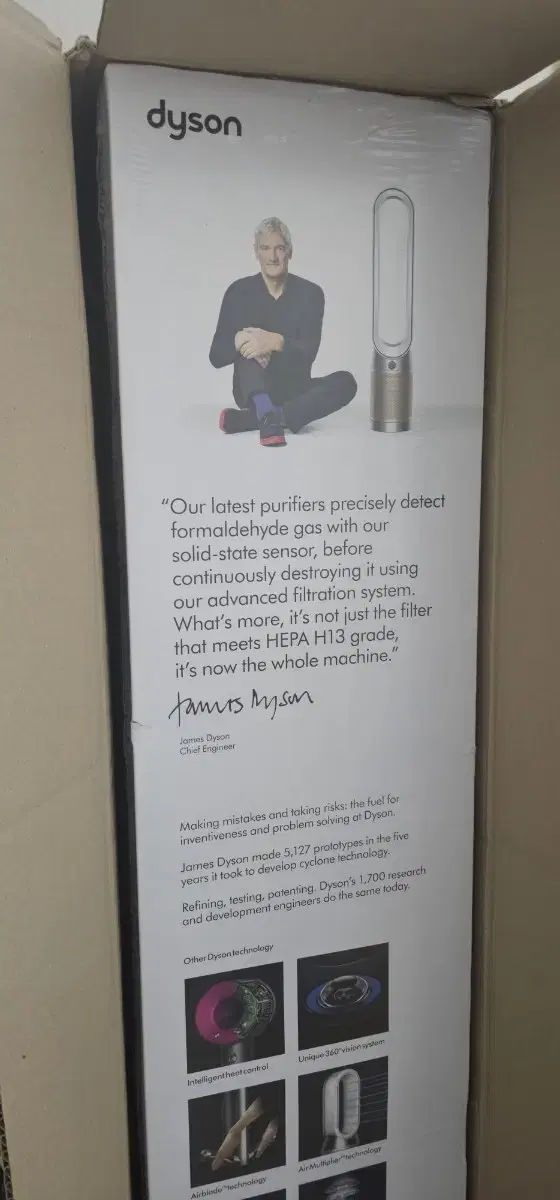 dyson
“Our latest purifiers precisely detect
formaldehyde gas with our
solid-state sensor, before
continuously destroying it using
our advanced filtration system.
What’s more, it’s not just the filter
that meets HEPA H13 grade,
it’s now the whole machine.”
James Dyson
James Dyson
Chief Engineer
Making mistakes and taking risks: the fuel for
inventiveness and problem solving at Dyson.
James Dyson made 5,127 prototypes in the five
years it took to develop cyclone technology.
Refining, testing, patenting. Dyson’s 1,700 research
and development engineers do the same today.
Other Dyson technology
Intelligent heat control
Unique 360° vision system
Airblade™ technology
Air Multiplier™ technology